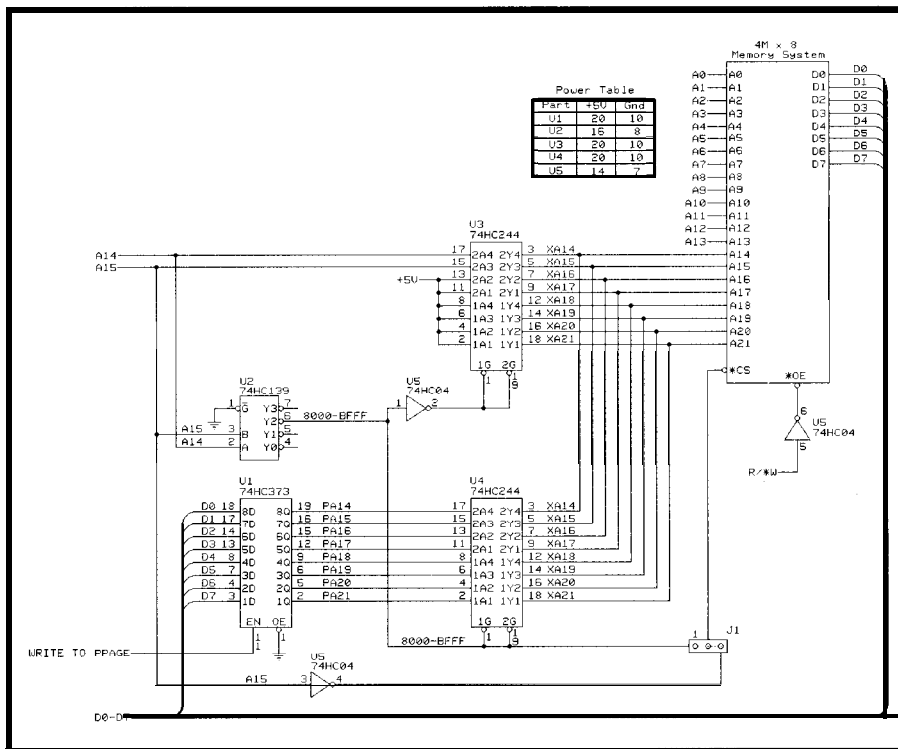 4M x 8
Memory System
A0 A0 D0 D0
A1 A1 D1 D1
A2 A2 D2 D2
A3 A3 D3 D3
A4 A4 D4 D4
A5 A5 D5 D5
A6 A6 D6 D6
A7 A7 D7 D7
A8 A8
A9 A9
A10 A10
A11 A11
A12 A12
A13 A13
A14
A15
A16
A17
A18
A19
A20
A21
*CS
*OE
6
U5
74HC04
5
R/*W
Power Table
Part +5V Gnd
U1 20 10
U2 16 8
U3 20 10
U4 20 10
U5 14 7
U3
74HC244
A14 17 2A4 2Y4 3 XA14
A15 15 2A3 2Y3 5 XA15
+5V 13 2A2 2Y2 7 XA16
11 2A1 2Y1 9 XA17
8 1A4 1Y4 12 XA18
6 1A3 1Y3 14 XA19
4 1A2 1Y2 16 XA20
2 1A1 1Y1 18 XA21
1G 2G
1 19
U5
74HC04
1 2
U2
74HC139
1 G Y3 7
Y2 6 8000-BFFF
A15 3 B Y1 5
A14 2 A Y0 4
U1
74HC373
D0 18 8D 8Q 19 PA14
D1 17 7D 7Q 16 PA15
D2 14 6D 6Q 15 PA16
D3 13 5D 5Q 12 PA17
D4 8 4D 4Q 9 PA18
D5 7 3D 3Q 6 PA19
D6 4 2D 2Q 5 PA20
D7 3 1D 1Q 2 PA21
EN OE
11 1
WRITE TO PPAGE
U4
74HC244
17 2A4 2Y4 3 XA14
15 2A3 2Y3 5 XA15
13 2A2 2Y2 7 XA16
11 2A1 2Y1 9 XA17
8 1A4 1Y4 12 XA18
6 1A3 1Y3 14 XA19
4 1A2 1Y2 16 XA20
2 1A1 1Y1 18 XA21
1G 2G
1 19
8000-BFFF
1 J1
U5
74HC04
A15 3 4
D0-D7